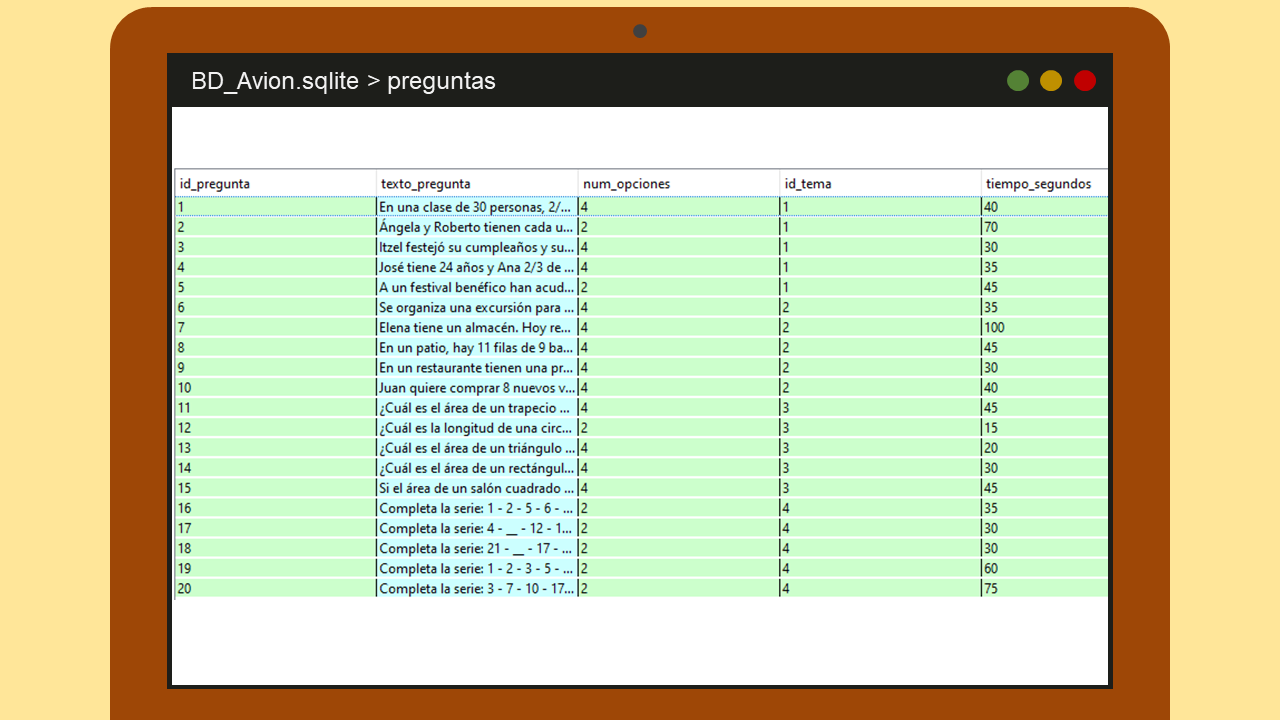 BD_Avion.sqlite > preguntas
id_pregunta texto_pregunta num_opciones id_tema tiempo_segundos
1 En una clase de 30 personas, 2/... 4 1 40
2 Ángela y Roberto tienen cada u... 2 1 70
3 Itzel festejó su cumpleaños y su... 4 1 30
4 José tiene 24 años y Ana 2/3 de ... 4 1 35
5 A un festival benéfico han acud... 2 1 45
6 Se organiza una excursión para ... 4 2 35
7 Elena tiene un almacén. Hoy re... 4 2 100
8 En un patio, hay 11 filas de 9 ba... 4 2 45
9 En un restaurante tienen una pr... 4 2 30
10 Juan quiere comprar 8 nuevos v... 4 2 40
11 ¿Cuál es el área de un trapecio ... 4 3 45
12 ¿Cuál es la longitud de una circ... 2 3 15
13 ¿Cuál es el área de un triángulo ... 4 3 20
14 ¿Cuál es el área de un rectángul... 4 3 30
15 Si el área de un salón cuadrado ... 4 3 45
16 Completa la serie: 1 - 2 - 5 - 6 - ... 2 4 35
17 Completa la serie: 4 - __ - 12 - 1... 2 4 30
18 Completa la serie: 21 - __ - 17 - ... 2 4 30
19 Completa la serie: 1 - 2 - 3 - 5 - ... 2 4 60
20 Completa la serie: 3 - 7 - 10 - 17... 2 4 75